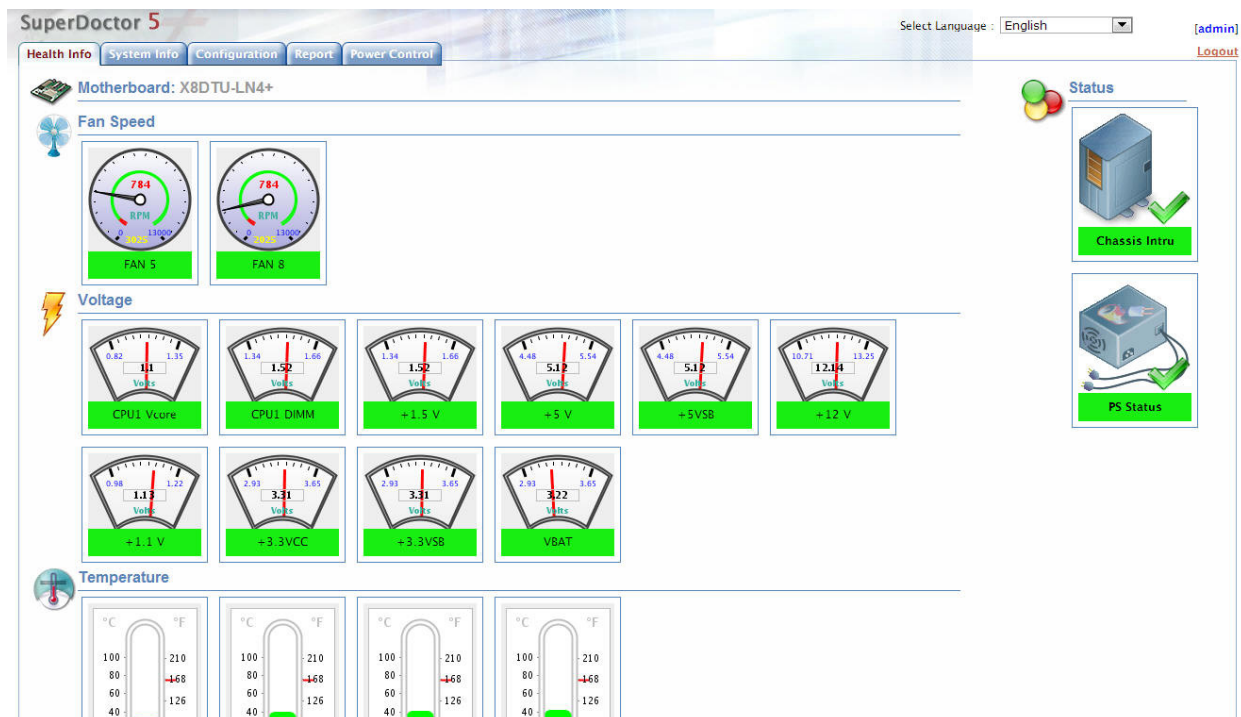 SuperDoctor 5
Select Language : English
[admin]
Health Info System Info Configuration Report Power Control
Logout
Motherboard: X8DTU-LN4+
Status
Fan Speed
784 784
RPM RPM
0 13000 0 13000
3025 2025
FAN 5 FAN 8
Chassis Intru
Voltage
0.82 1.35 1.34 1.66 1.34 1.66 4.48 5.54 4.48 5.54 10.71 13.25
1.1 1.52 1.52 5.12 5.12 12.14
Volts Volts Volts Volts Volts Volts
CPU1 Vcore CPU1 DIMM +1.5 V +5 V +5VSB +12 V
PS Status
0.98 1.22 2.93 3.65 2.93 3.65 2.93 3.65
1.13 3.31 3.31 3.22
Volts Volts Volts Volts
+1.1 V +3.3VCC +3.3VSB VBAT
Temperature
°C °F °C °F °C °F °C °F
100 210 100 210 100 210 100 210
80 168 80 168 80 168 80 168
60 126 60 126 60 126 60 126
40 40 40 40